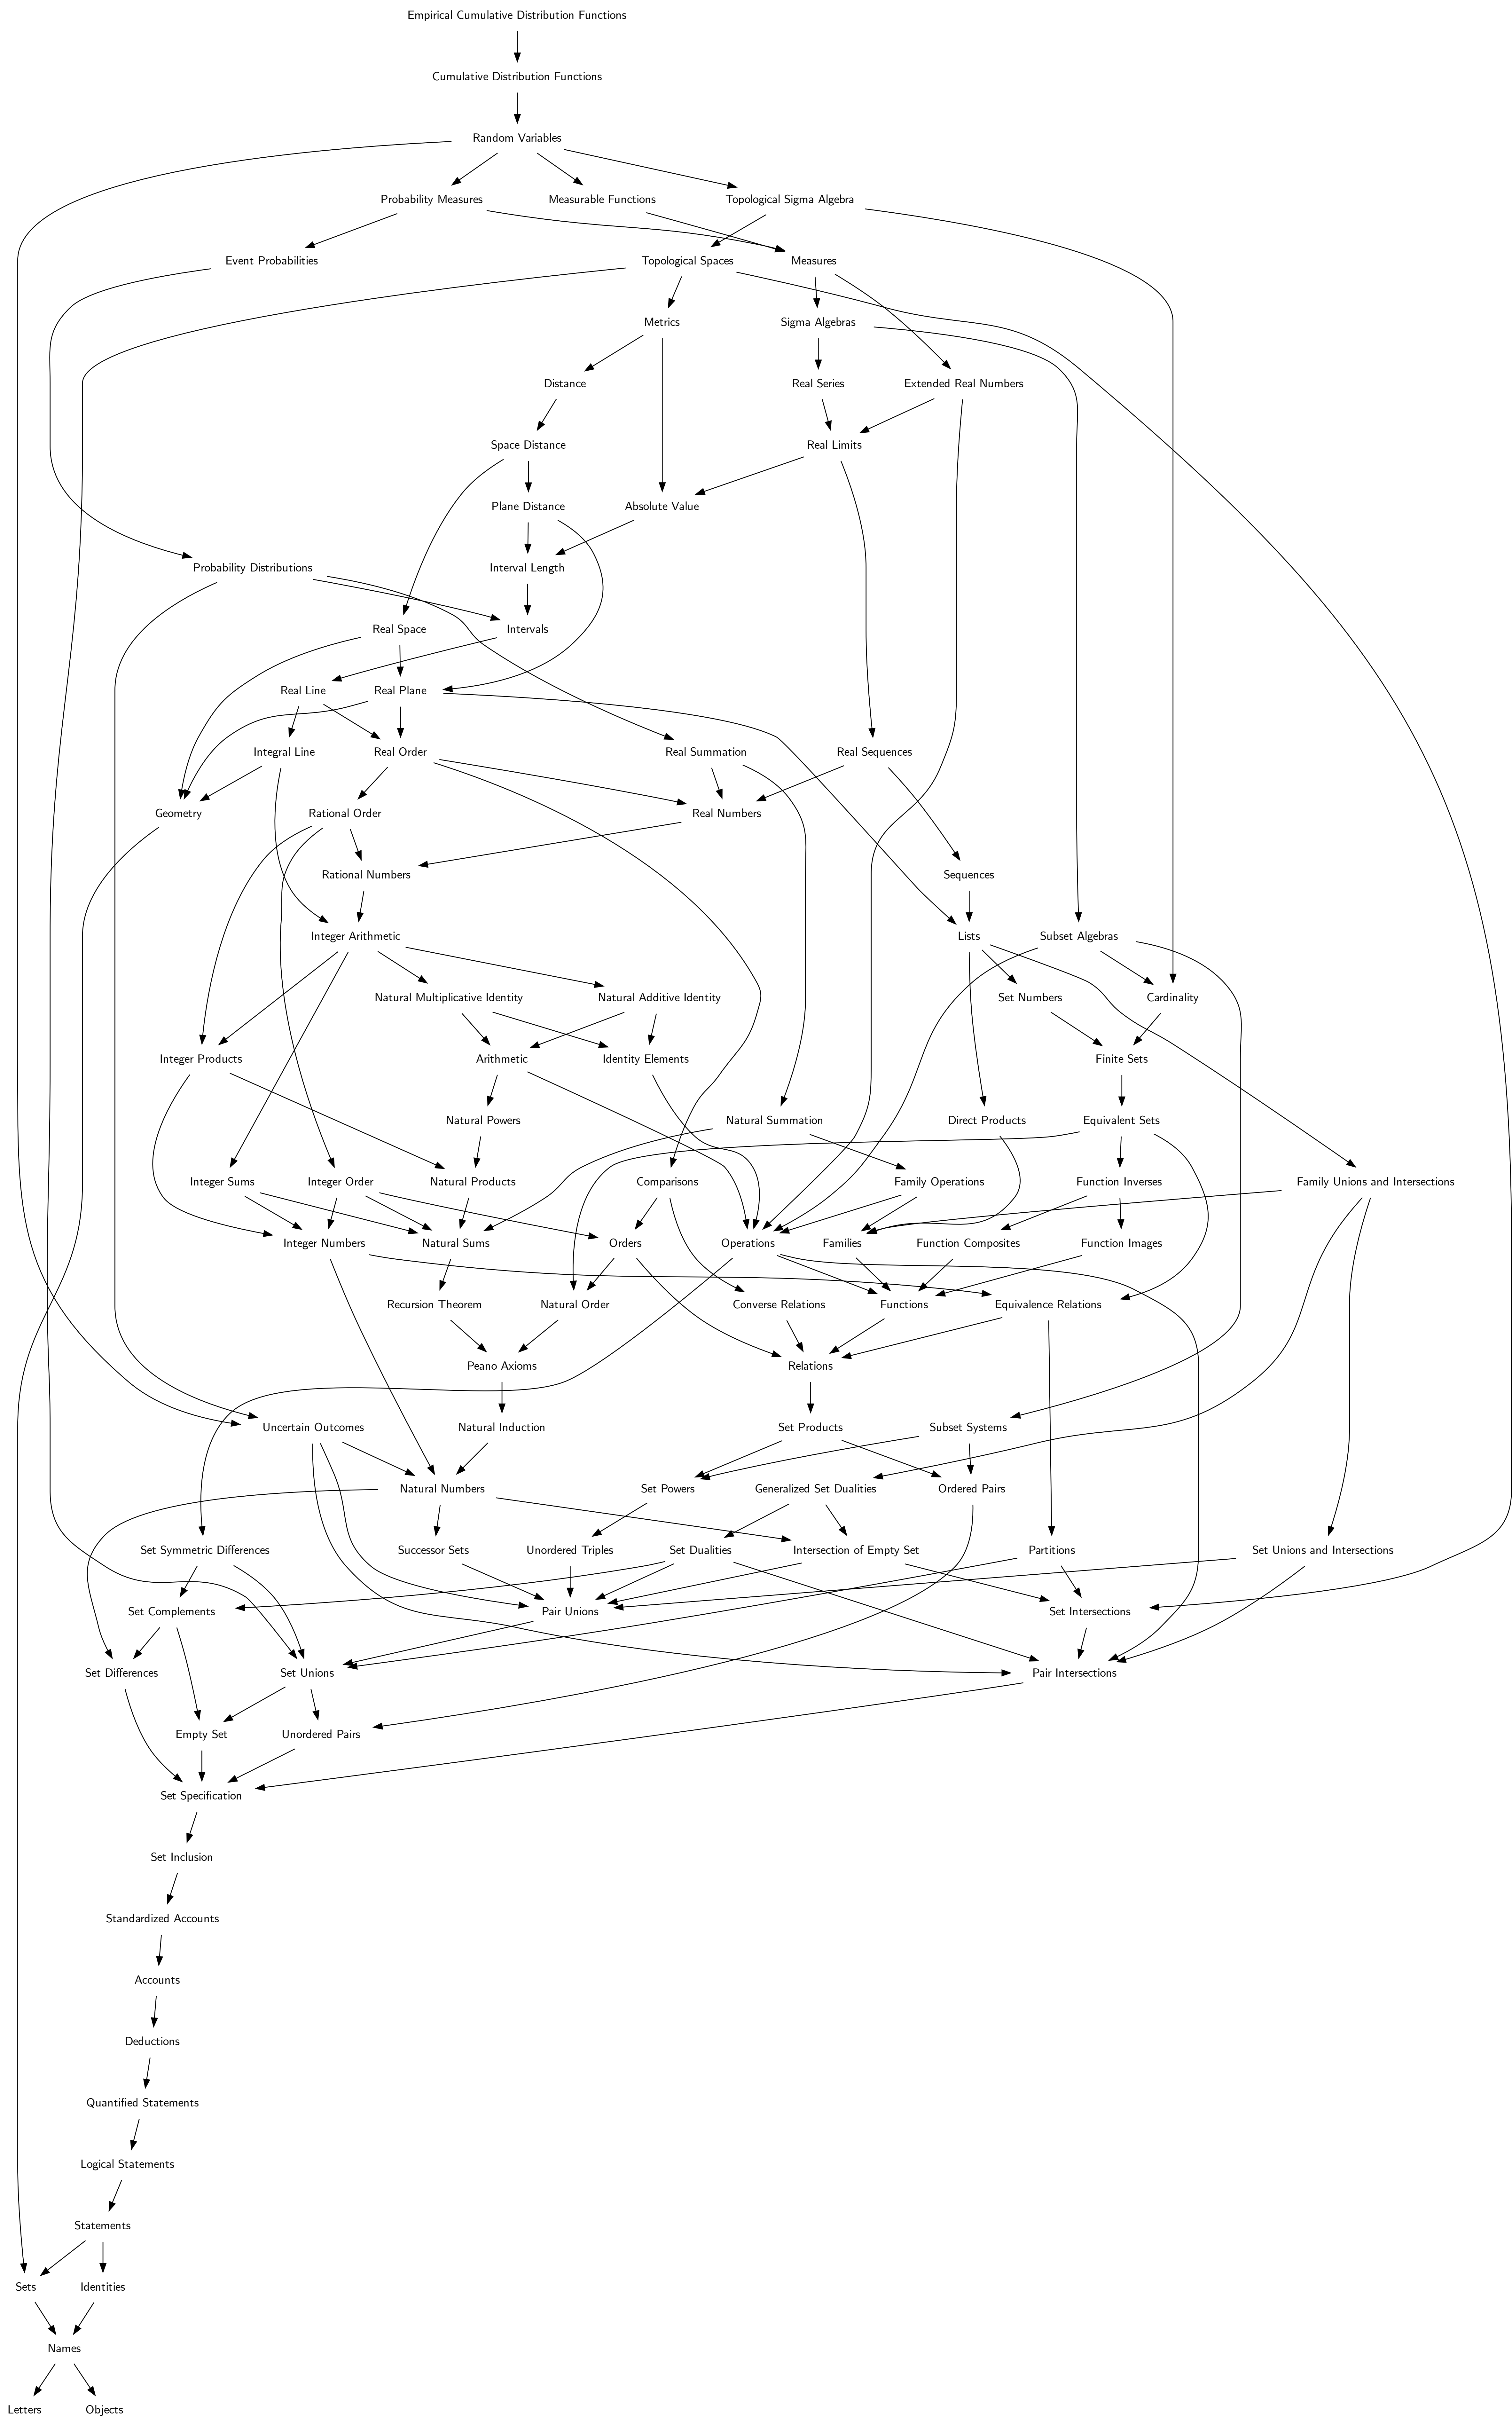 Empirical Cumulative Distribution Functions
Cumulative Distribution Functions
Random Variables
Probability Measures
Measurable Functions
Topological Sigma Algebra
Event Probabilities
Topological Spaces
Measures
Metrics
Sigma Algebras
Distance
Real Series
Extended Real Numbers
Space Distance
Real Limits
Plane Distance
Absolute Value
Probability Distributions
Interval Length
Real Space
Intervals
Real Line
Real Plane
Integral Line
Real Order
Real Summation
Real Sequences
Geometry
Rational Order
Real Numbers
Rational Numbers
Sequences
Integer Arithmetic
Lists
Subset Algebras
Natural Multiplicative Identity
Natural Additive Identity
Set Numbers
Cardinality
Integer Products
Arithmetic
Identity Elements
Finite Sets
Natural Powers
Natural Summation
Direct Products
Equivalent Sets
Integer Sums
Integer Order
Natural Products
Comparisons
Family Operations
Function Inverses
Family Unions and Intersections
Integer Numbers
Natural Sums
Orders
Operations
Families
Function Composites
Function Images
Recursion Theorem
Natural Order
Converse Relations
Functions
Equivalence Relations
Peano Axioms
Relations
Uncertain Outcomes
Natural Induction
Set Products
Subset Systems
Natural Numbers
Set Powers
Generalized Set Dualities
Ordered Pairs
Set Symmetric Differences
Successor Sets
Unordered Triples
Set Dualities
Intersection of Empty Set
Partitions
Set Unions and Intersections
Set Complements
Pair Unions
Set Intersections
Set Differences
Set Unions
Pair Intersections
Empty Set
Unordered Pairs
Set Specification
Set Inclusion
Standardized Accounts
Accounts
Deductions
Quantified Statements
Logical Statements
Statements
Sets
Identities
Names
Letters
Objects